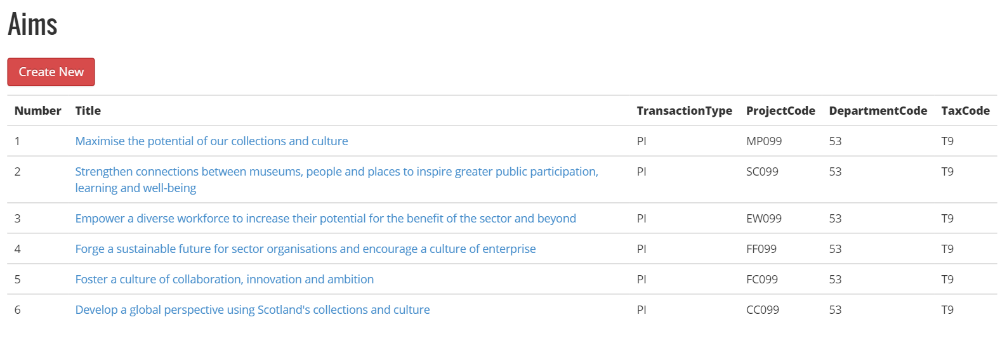 Aims
Create New
Number Title TransactionType ProjectCode DepartmentCode TaxCode
1 Maximise the potential of our collections and culture PI MP099 53 T9
2 Strengthen connections between museums, people and places to inspire greater public participation, PI SC099 53 T9
learning and well-being
3 Empower a diverse workforce to increase their potential for the benefit of the sector and beyond PI EW099 53 T9
4 Forge a sustainable future for sector organisations and encourage a culture of enterprise PI FF099 53 T9
5 Foster a culture of collaboration, innovation and ambition PI FC099 53 T9
6 Develop a global perspective using Scotland's collections and culture PI CC099 53 T9